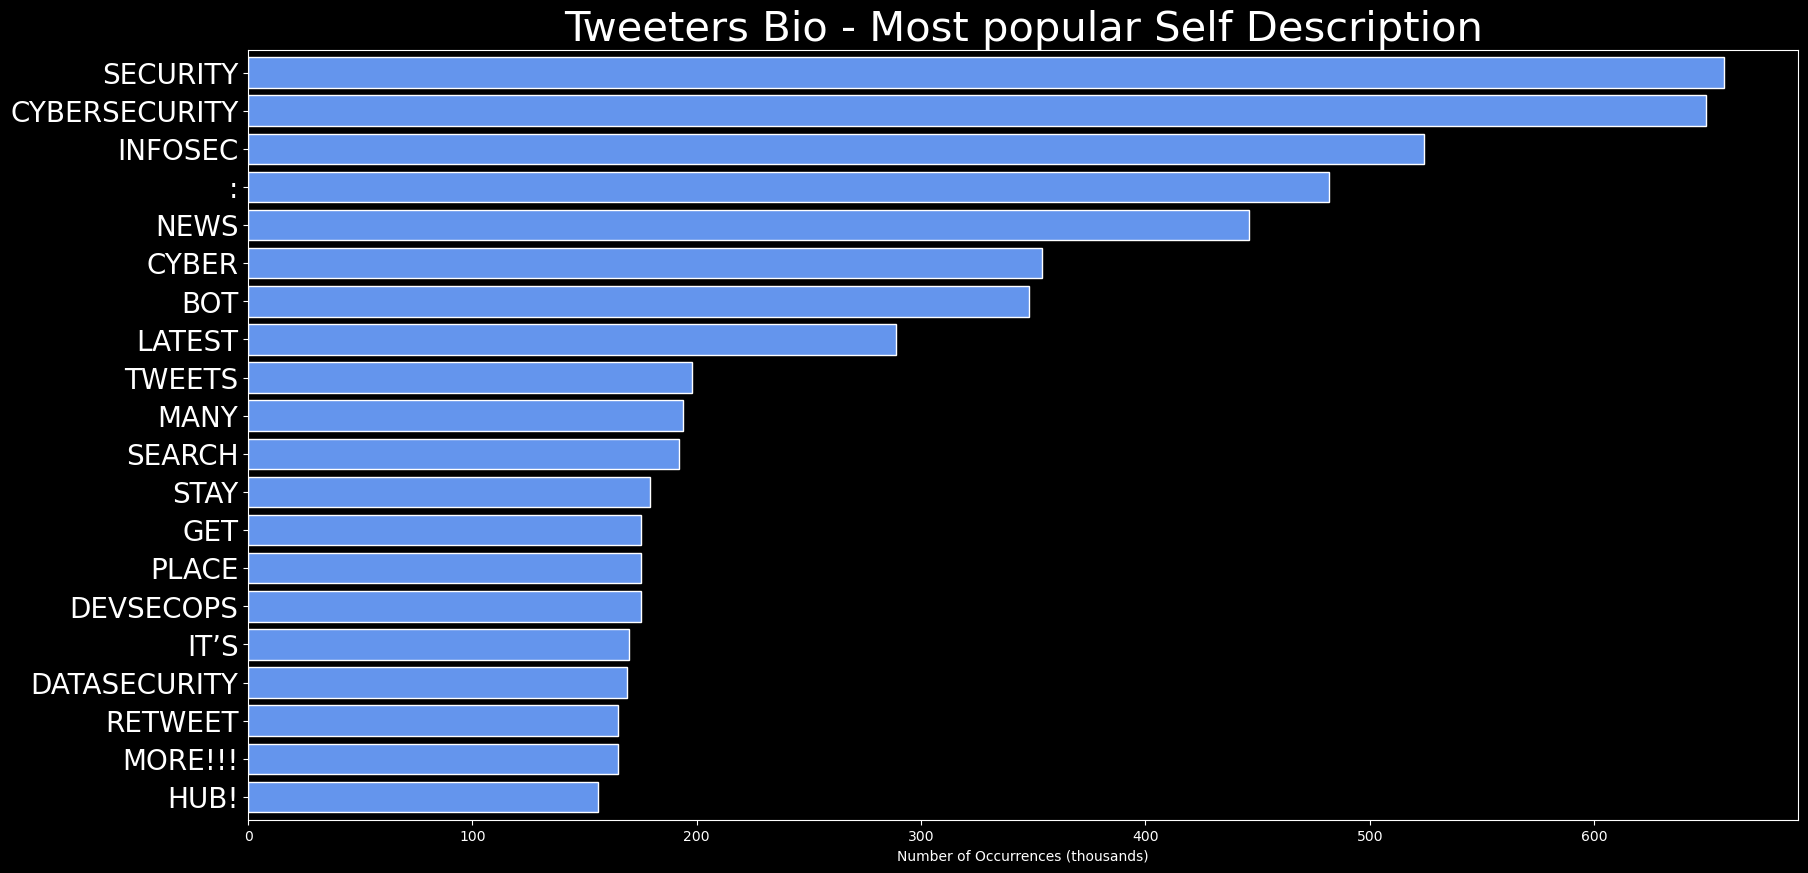 Tweeters Bio - Most popular Self Description
SECURITY
CYBERSECURITY
INFOSEC
:
NEWS
CYBER
BOT
LATEST
TWEETS
MANY
SEARCH
STAY
GET
PLACE
DEVSECOPS
IT’S
DATASECURITY
RETWEET
MORE!!!
HUB!
0 100 200 300 400 500 600
Number of Occurrences (thousands)